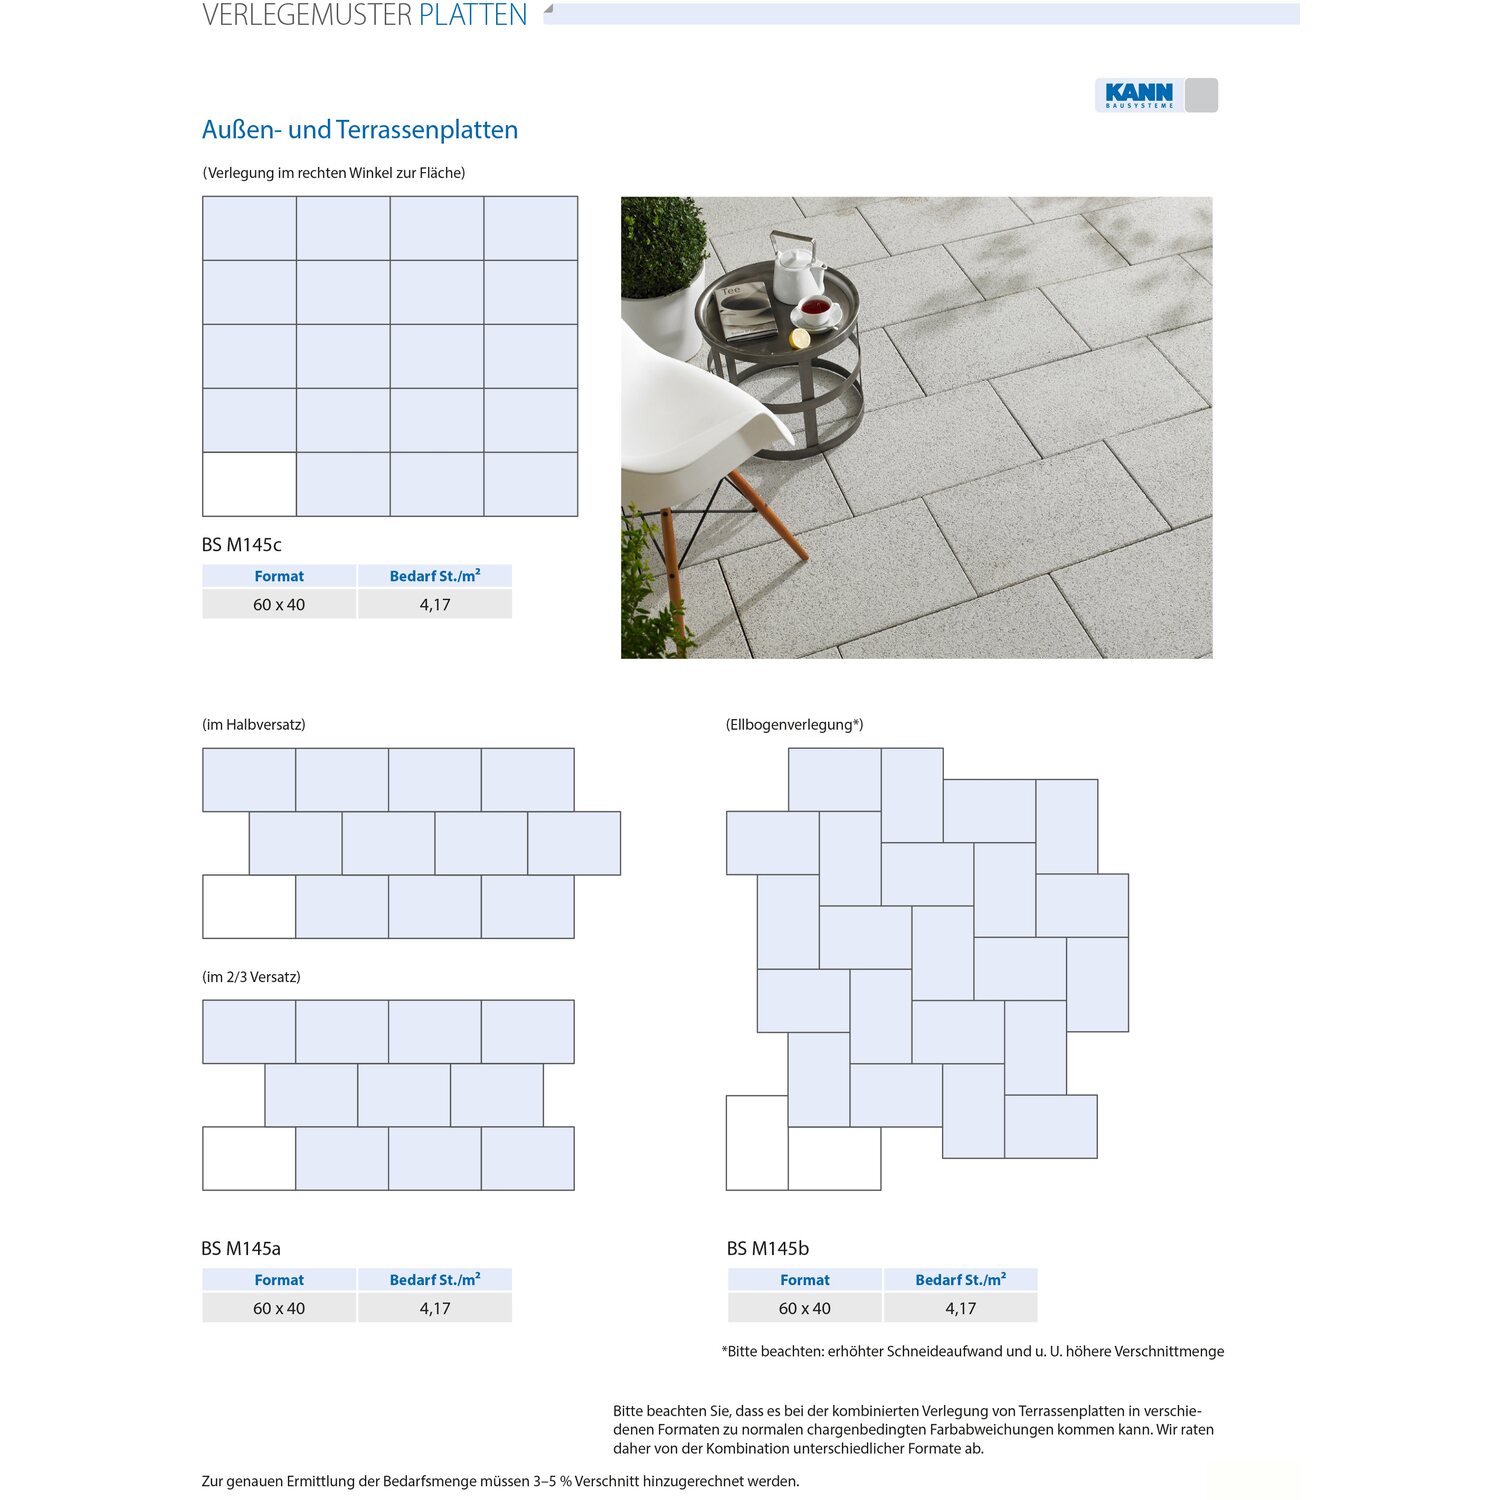 VERLEGEMUSTER PLATTEN
KANN
BAUSYSTEME
Außen- und Terrassenplatten
(Verlegung im rechten Winkel zur Fläche)
Tee
BS M145c
Format Bedarf St./m²
60 x 40 4,17
(im Halbversatz)
(im 2/3 Versatz)
BS M145a
Format Bedarf St./m²
60 x 40 4,17
(Ellbogenverlegung*)
BS M145b
Format Bedarf St./m²
60 x 40 4,17
*Bitte beachten: erhöhter Schneideaufwand und u. U. höhere Verschnittmenge
Bitte beachten Sie, dass es bei der kombinierten Verlegung von Terrassenplatten in verschie-
denen Formaten zu normalen chargenbedingten Farbabweichungen kommen kann. Wir raten
daher von der Kombination unterschiedlicher Formate ab.
Zur genauen Ermittlung der Bedarfsmenge müssen 3–5 % Verschnitt hinzugerechnet werden.